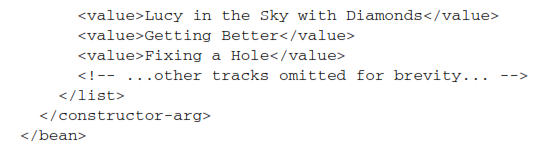 <value>Lucy in the Sky with Diamonds</value>
<value>Getting Better</value>
<value>Fixing a Hole</value>
<!-- ...other tracks omitted for brevity... -->
</list>
</constructor-arg>
</bean>